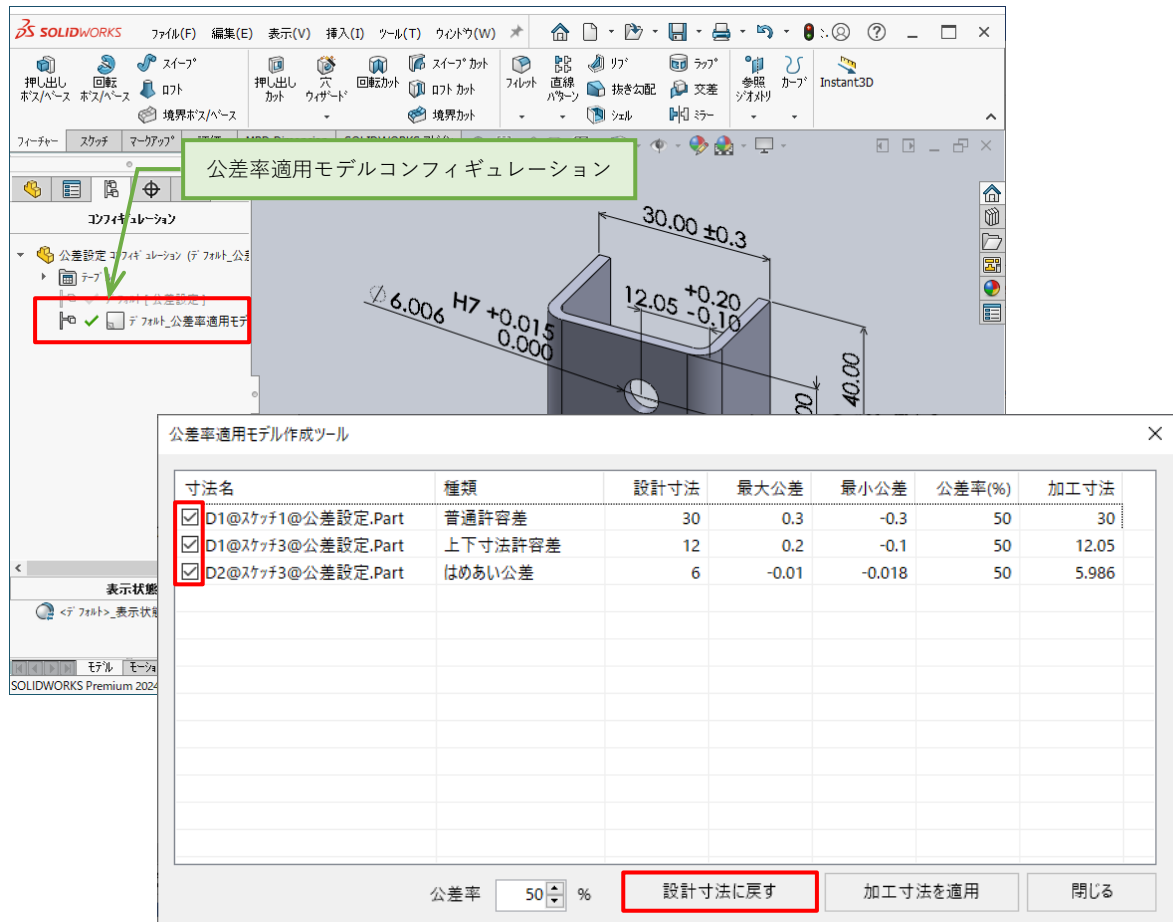 SOLIDWORKS ファイル(F) 編集(E) 表示(V) 挿入(I) ツール(T) ウィンドウ(W)
押し出し ボス/ベース
回転 ボス/ベース
スイープ
ロフト
境界ボス/ベース
押し出し カット
穴 ウィザード
回転カット
スイープ カット
ロフト カット
境界カット
フィレット
直線 パターン
リブ
抜き勾配
シェル
ラップ
交差
ミラー
参照 ジオメトリ
カーブ
Instant3D
フィーチャー スケッチ マークアップ
公差率適用モデルコンフィギュレーション
コンフィギュレーション
公差設定 コンフィギュレーション (デフォルト_公差
デフォルト [ 公差設定 ]
デフォルト_公差率適用モデ
30.00 ±0.3
12.05 +0.20 -0.10
∅6.006 H7 +0.015 0.000
40.00
表示状態
<デフォルト>_表示状態
モデル モーショ
SOLIDWORKS Premium 2024
公差率適用モデル作成ツール
寸法名 種類 設計寸法 最大公差 最小公差 公差率(%) 加工寸法
D1@スケッチ1@公差設定.Part 普通許容差 30 0.3 -0.3 50 30
D1@スケッチ3@公差設定.Part 上下寸法許容差 12 0.2 -0.1 50 12.05
D2@スケッチ3@公差設定.Part はめあい公差 6 -0.01 -0.018 50 5.986
公差率 50 % 設計寸法に戻す 加工寸法を適用 閉じる